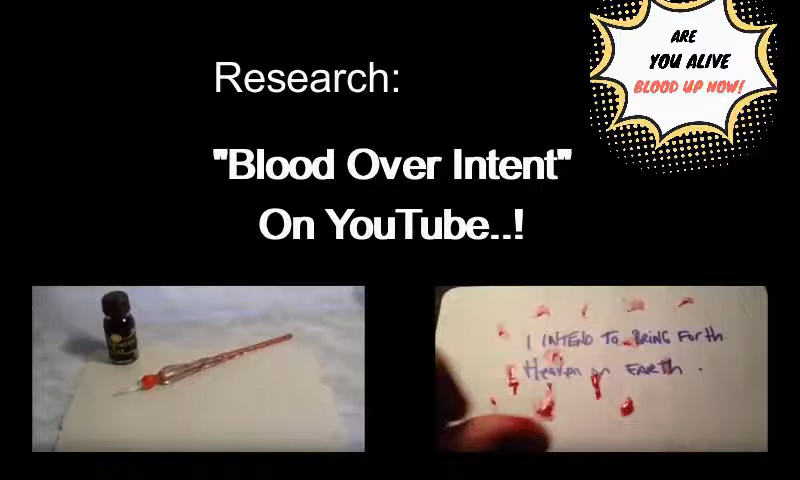 Research:
"Blood Over Intent"
On YouTube..!
ARE
YOU ALIVE
BLOOD UP NOW!
I INTEND TO BRING FORTH
Heaven on EARTH .